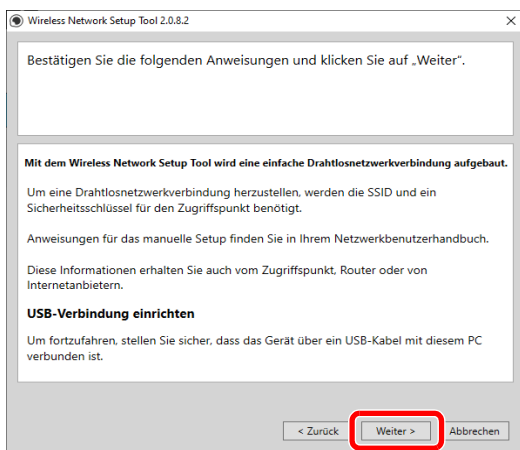 Wireless Network Setup Tool 2.0.8.2
Bestätigen Sie die folgenden Anweisungen und klicken Sie auf „Weiter“.
Mit dem Wireless Network Setup Tool wird eine einfache Drahtlosnetzwerkverbindung aufgebaut.
Um eine Drahtlosnetzwerkverbindung herzustellen, werden die SSID und ein
Sicherheitsschlüssel für den Zugriffspunkt benötigt.
Anweisungen für das manuelle Setup finden Sie in Ihrem Netzwerkbenutzerhandbuch.
Diese Informationen erhalten Sie auch vom Zugriffspunkt, Router oder von
Internetanbietern.
USB-Verbindung einrichten
Um fortzufahren, stellen Sie sicher, dass das Gerät über ein USB-Kabel mit diesem PC
verbunden ist.
< Zurück Weiter > Abbrechen